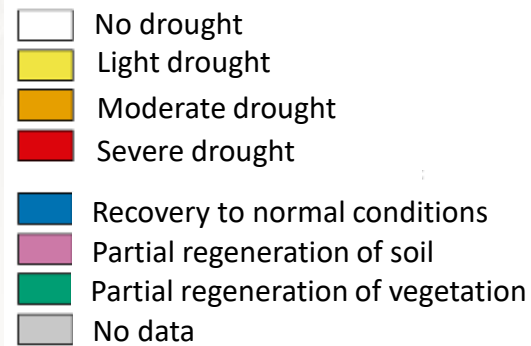 No drought
Light drought
Moderate drought
Severe drought
Recovery to normal conditions
Partial regeneration of soil
Partial regeneration of vegetation
No data